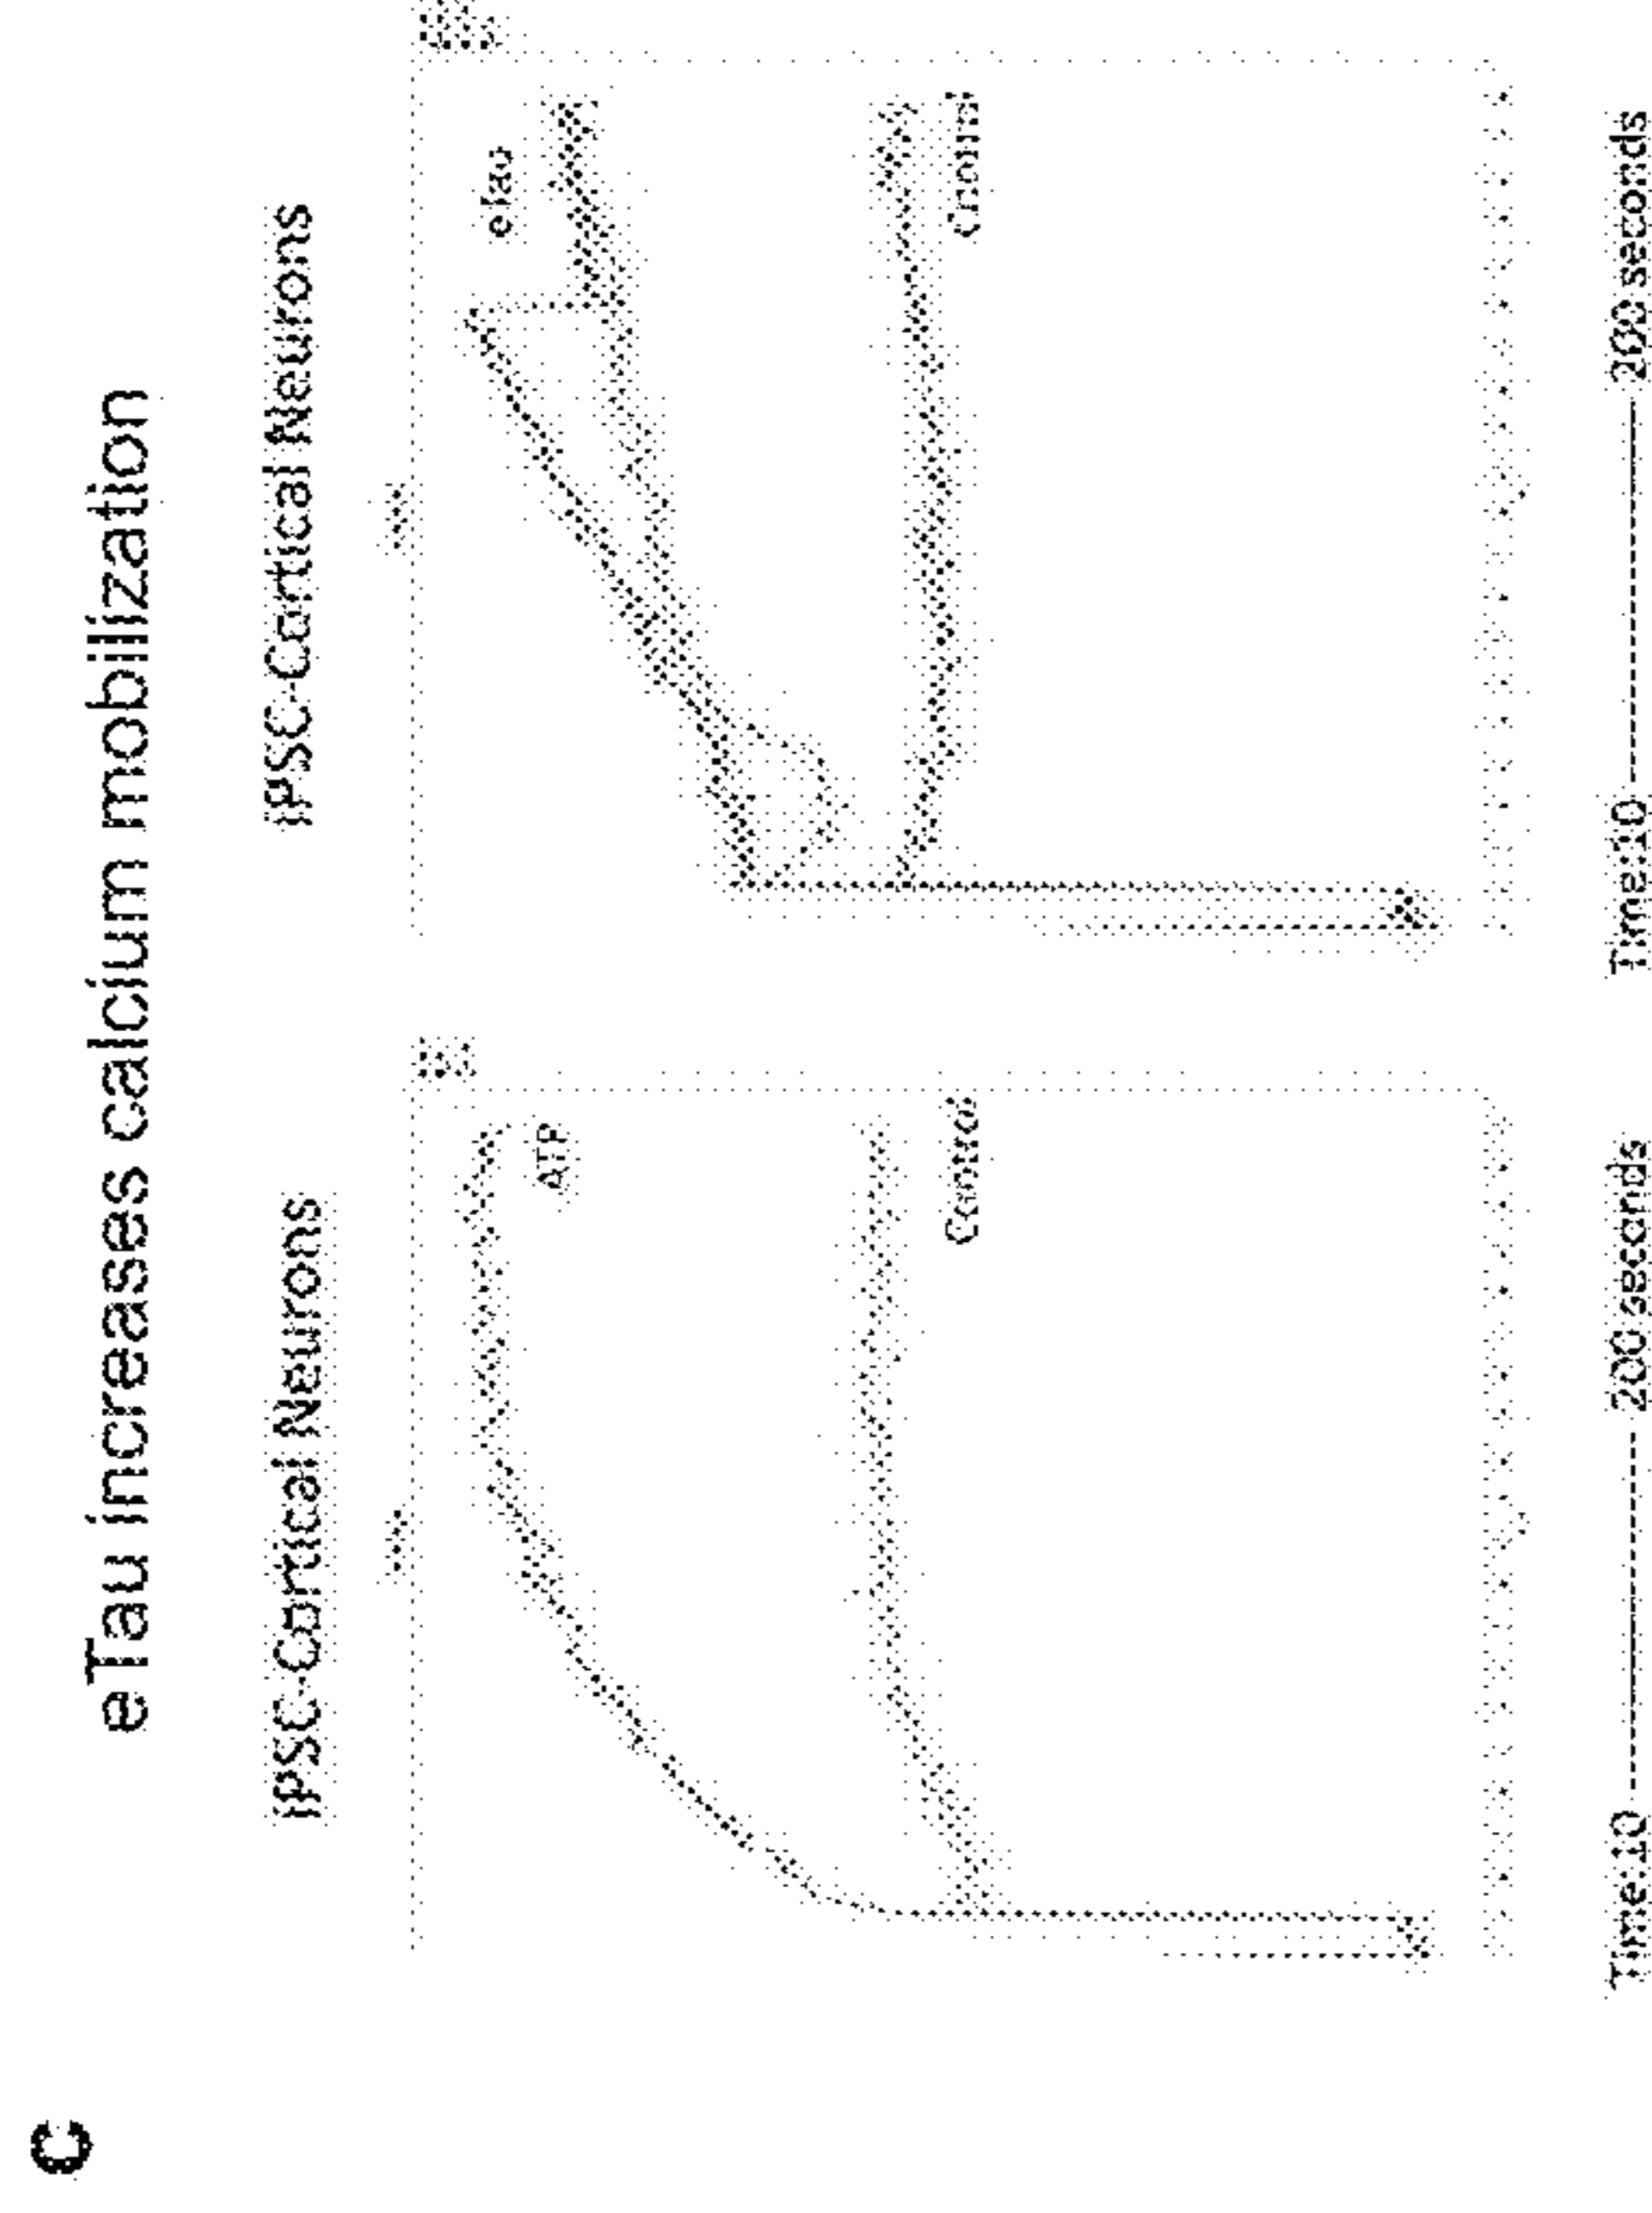 C
eTau increases calcium mobilization
iPSC-Cortical Neurons
iPSC-Cortical Neurons
ATP
eTau
Control
Control
Time:10 200 seconds
Time:10 200 seconds